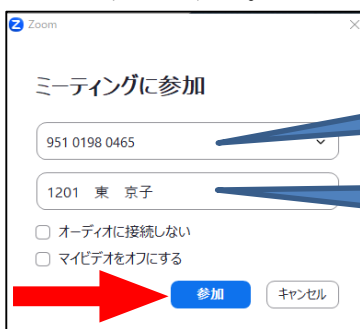 Zoom
ミーティングに参加
951 0198 0465
1201 東 京子
オーディオに接続しない
マイビデオをオフにする
参加 キャンセル